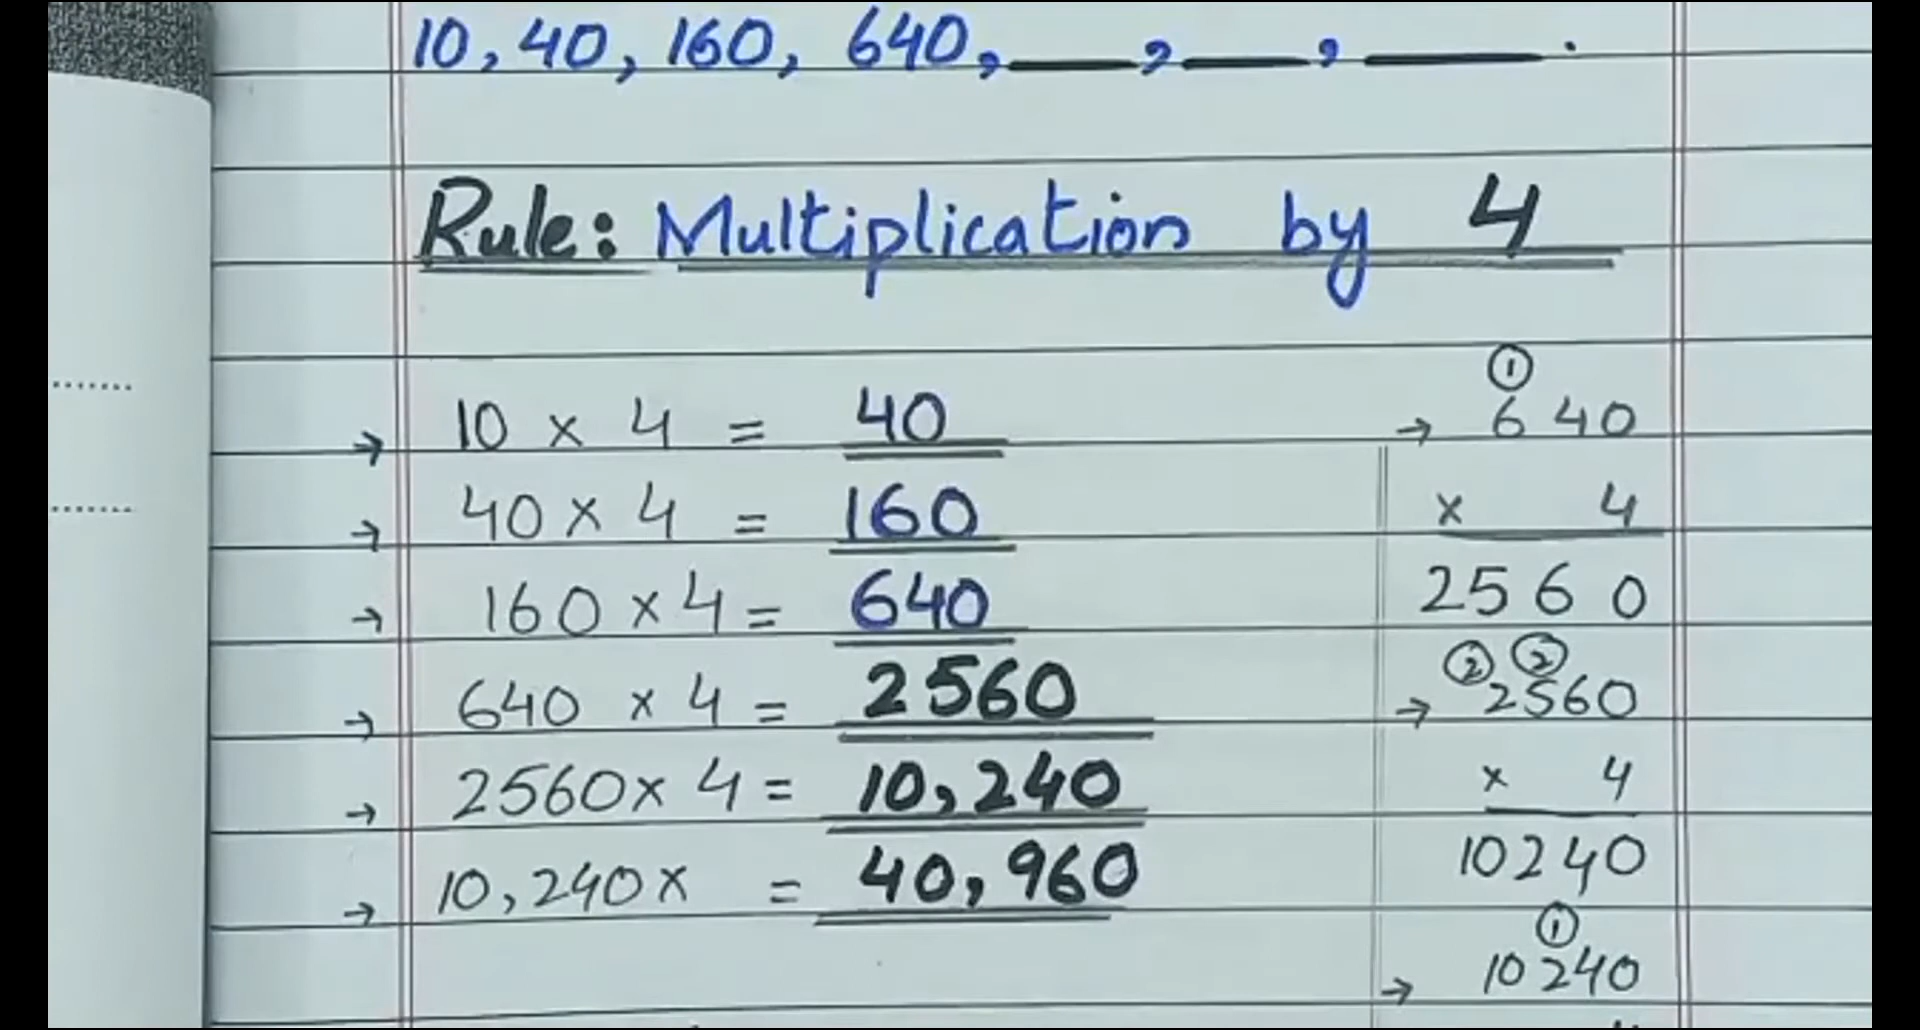 10, 40, 160, 640, ___, ___, ___.
Rule: Multiplication by 4
→ 10 × 4 = 40
→ 40 × 4 = 160
→ 160 × 4 = 640
→ 640 × 4 = 2560
→ 2560 × 4 = 10,240
→ 10,240 × = 40,960
①
→ 640
× 4
2560
② ②
→ 2560
× 4
10240
①
→ 10240